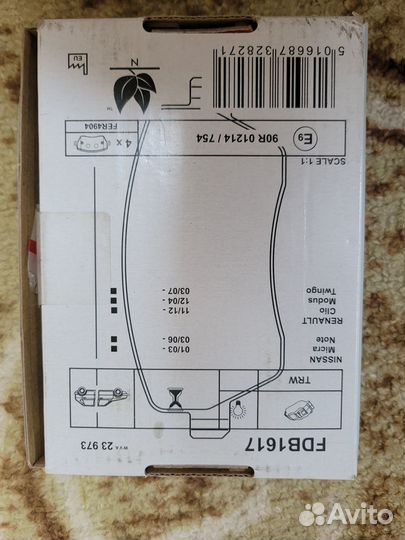 FDB1617
WVA 23 973
TRW
NISSAN
Micra 01/03 -
Note 03/06 -
RENAULT
Clio 11/12 -
Modus 12/04 -
Twingo 03/07 -
SCALE 1:1
E9 90R 01214 / 754
4 x FER4904
N
TM
EU
5 016687 328271
Avito